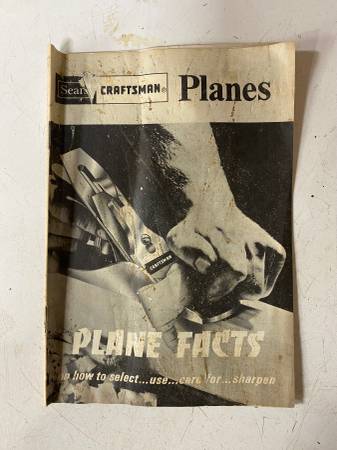 Sears CRAFTSMAN® Planes
CRAFTSMAN
PLANE FACTS
how to select...use...care for...sharpen